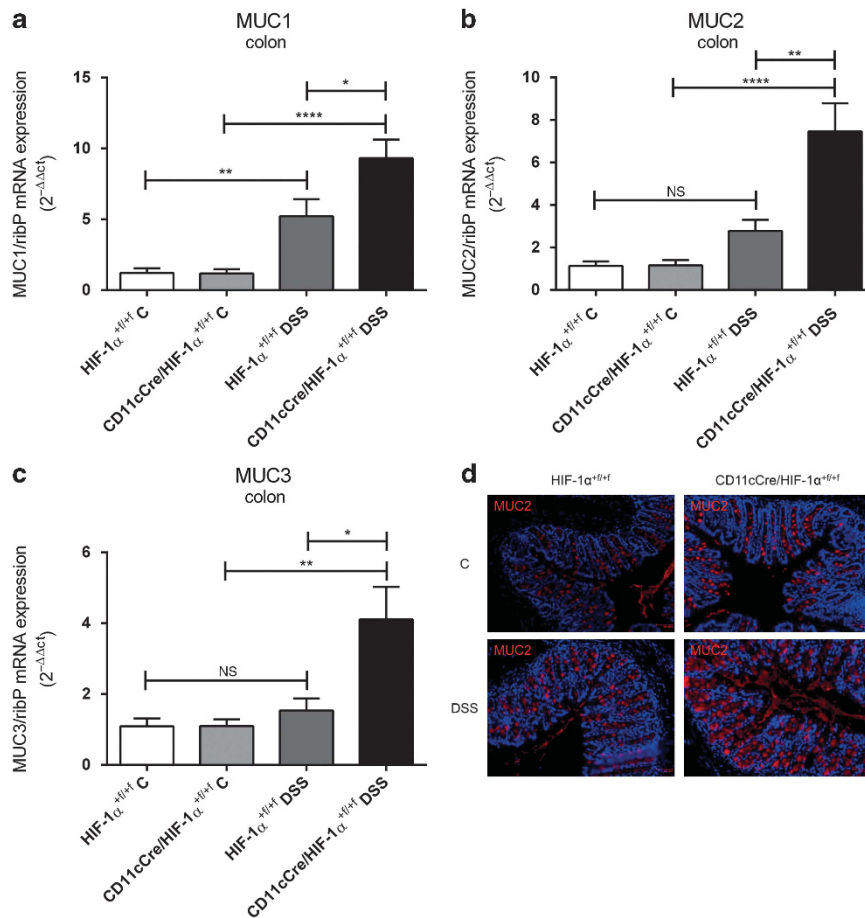 a
MUC1
colon
MUC1/ribP mRNA expression
(2⁻ΔΔct)
15
10
5
0
*
****
**
HIF-1α+f/+f C
CD11cCre/HIF-1α+f/+f C
HIF-1α+f/+f DSS
CD11cCre/HIF-1α+f/+f DSS
b
MUC2
colon
MUC2/ribP mRNA expression
(2⁻ΔΔct)
10
8
6
4
2
0
**
****
NS
HIF-1α+f/+f C
CD11cCre/HIF-1α+f/+f C
HIF-1α+f/+f DSS
CD11cCre/HIF-1α+f/+f DSS
c
MUC3
colon
MUC3/ribP mRNA expression
(2⁻ΔΔct)
6
4
2
0
*
**
NS
HIF-1α+f/+f C
CD11cCre/HIF-1α+f/+f C
HIF-1α+f/+f DSS
CD11cCre/HIF-1α+f/+f DSS
d
HIF-1α+f/+f
CD11cCre/HIF-1α+f/+f
C
MUC2
MUC2
DSS
MUC2
MUC2